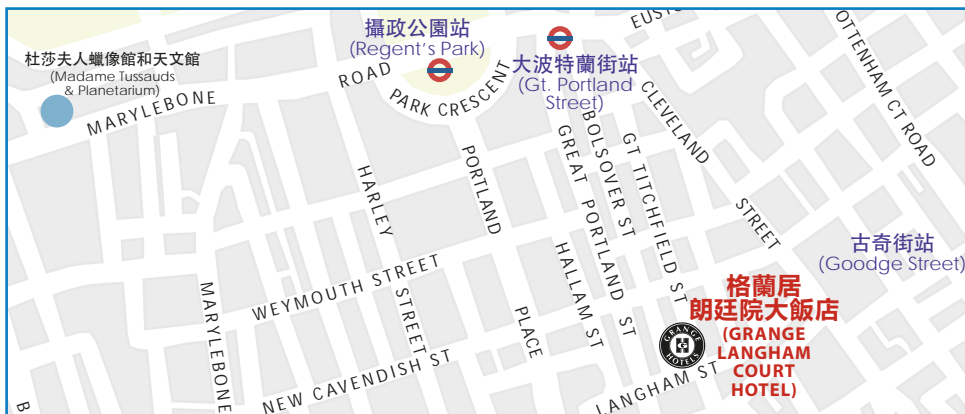 攝政公園站
(Regent's Park)
EUSTO
OTTENHAM CT ROAD
杜莎夫人蠟像館和天文館
(Madame Tussauds
& Planetarium)
MARYLEBONE ROAD
PARK CRESCENT
大波特蘭街站
(Gt. Portland
Street)
CLEVELAND STREET
BOLSOVER ST
GT TITCHFIELD ST
GREAT PORTLAND ST
PORTLAND PLACE
HARLEY STREET
HALLAM ST
古奇街站
(Goodge Street)
WEYMOUTH STREET
MARYLEBONE
NEW CAVENDISH ST
LANGHAM ST
格蘭居
朗廷院大飯店
(GRANGE
LANGHAM
COURT
HOTEL)
GRANGE
G
HOTELS
B